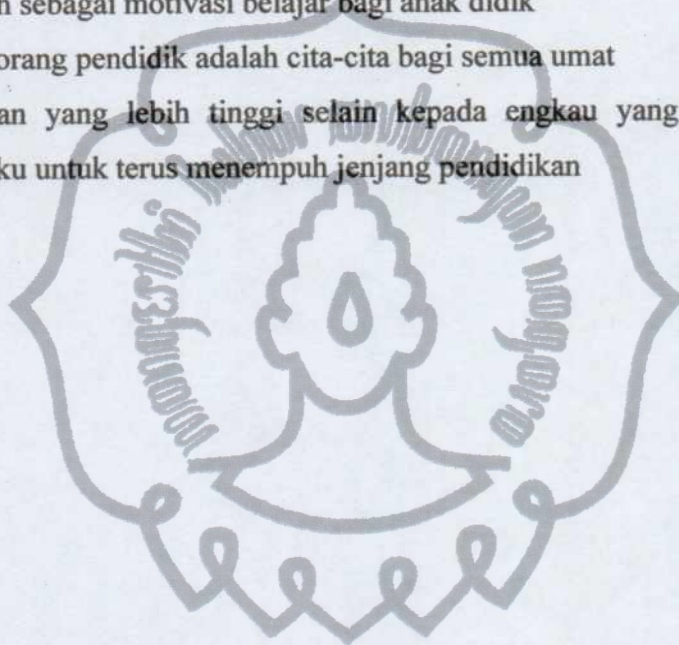 n sebagai motivasi belajar bagi anak didik
orang pendidik adalah cita-cita bagi semua umat
an yang lebih tinggi selain kepada engkau yang
ku untuk terus menempuh jenjang pendidikan